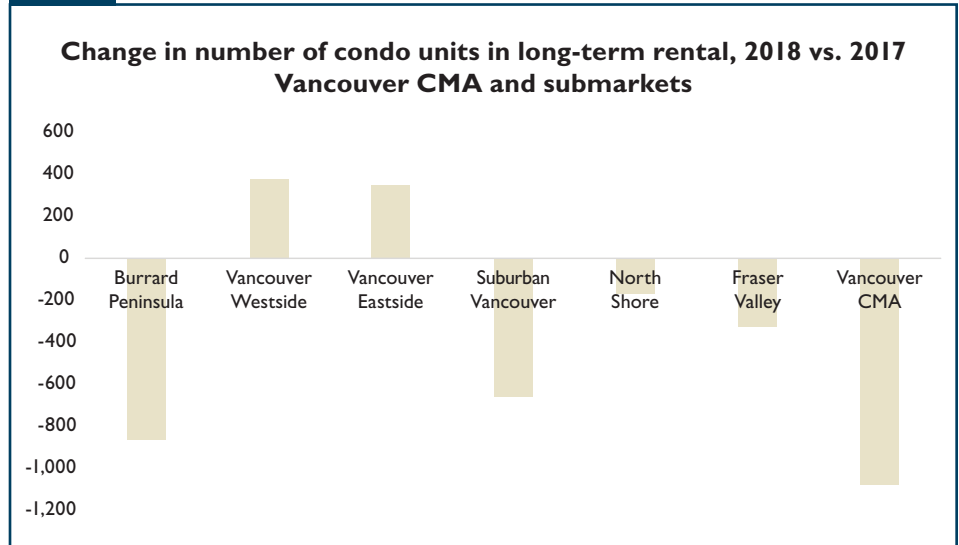 Change in number of condo units in long-term rental, 2018 vs. 2017
Vancouver CMA and submarkets
600
400
200
0
-200
-400
-600
-800
-1,000
-1,200
Burrard
Peninsula
Vancouver
Westside
Vancouver
Eastside
Suburban
Vancouver
North
Shore
Fraser
Valley
Vancouver
CMA